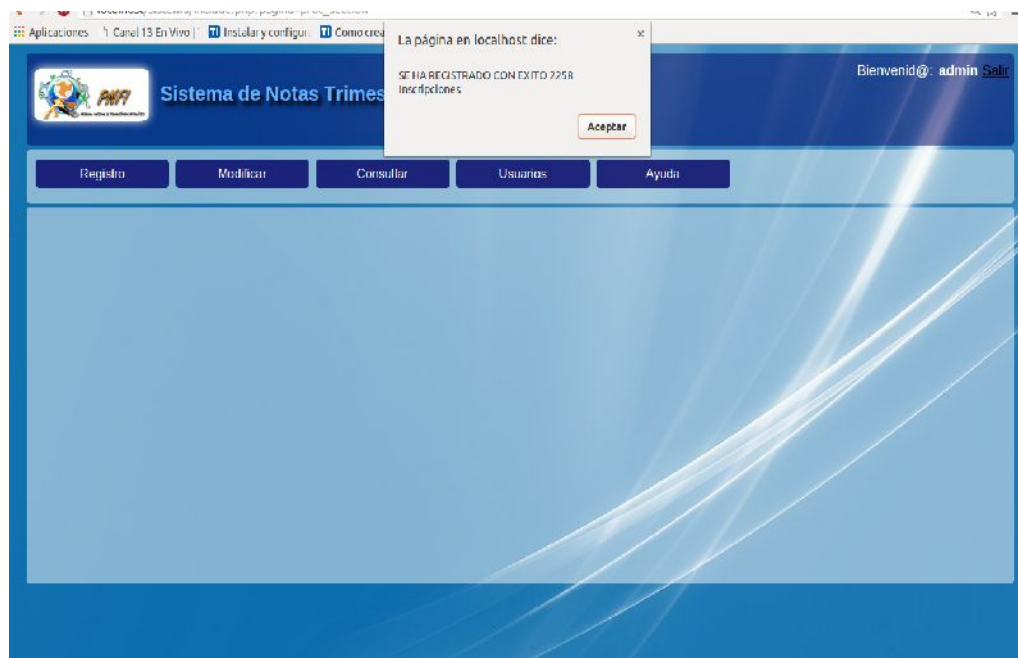 Aplicaciones Canal 13 En Vivo | Instalar y configur: Como crea
La página en localhost dice: ×
SE HA REGISTRADO CON EXITO 2258
Inscripciones
Aceptar
PNFI
Sistema de Notas Trimes
Bienvenid@: admin Salir
Registro Modificar Consultar Usuarios Ayuda